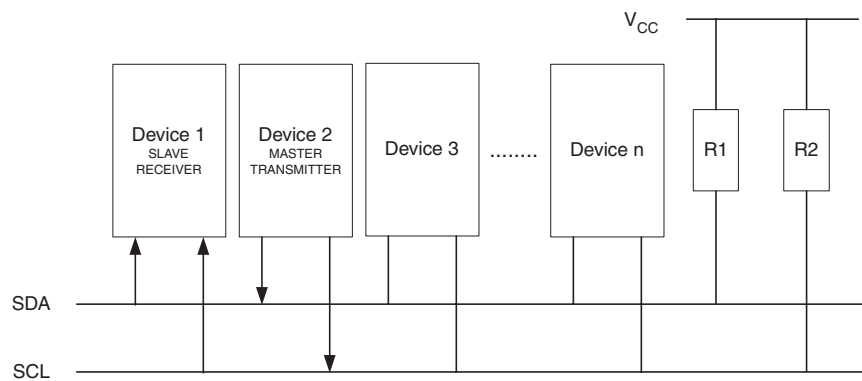 V_CC
Device 1
SLAVE
RECEIVER
Device 2
MASTER
TRANSMITTER
Device 3
........
Device n
R1
R2
SDA
SCL